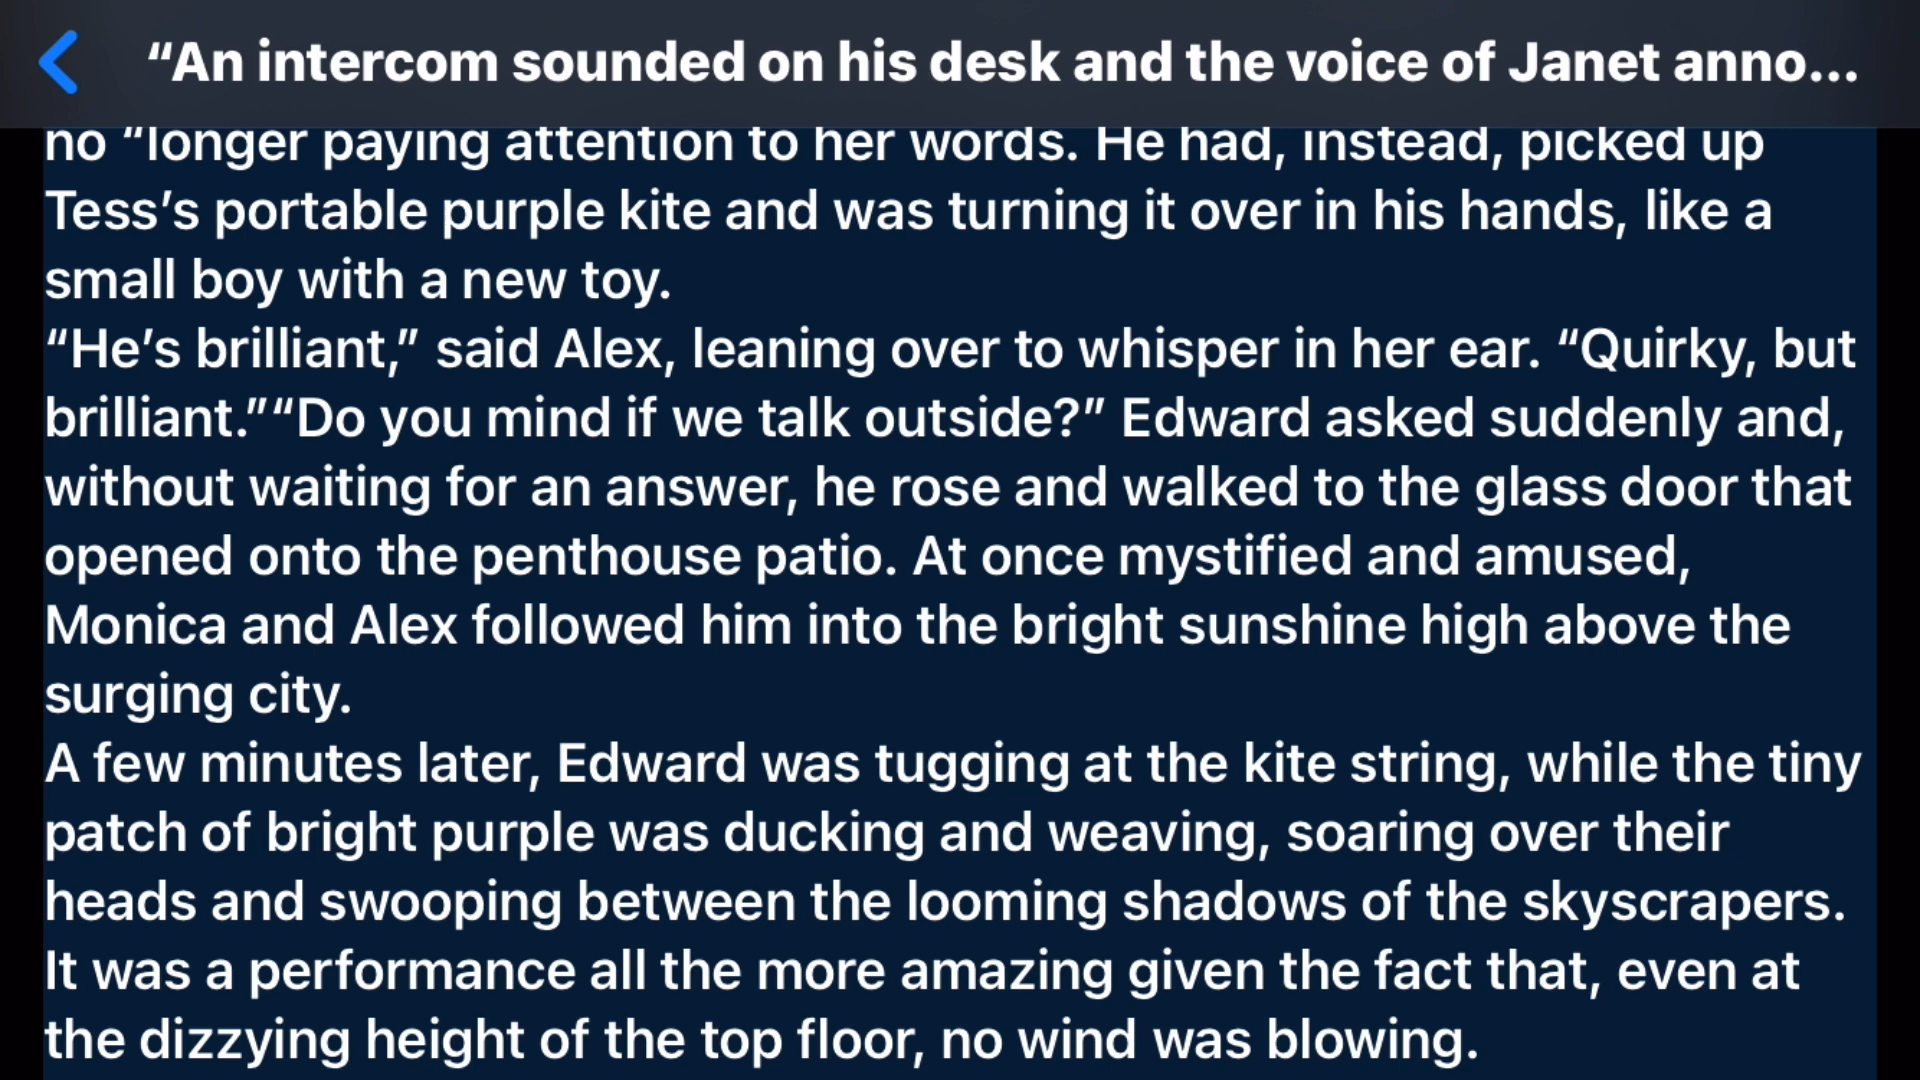 “An intercom sounded on his desk and the voice of Janet anno...
no “longer paying attention to her words. He had, instead, picked up
Tess’s portable purple kite and was turning it over in his hands, like a
small boy with a new toy.
“He’s brilliant,” said Alex, leaning over to whisper in her ear. “Quirky, but
brilliant.”“Do you mind if we talk outside?” Edward asked suddenly and,
without waiting for an answer, he rose and walked to the glass door that
opened onto the penthouse patio. At once mystified and amused,
Monica and Alex followed him into the bright sunshine high above the
surging city.
A few minutes later, Edward was tugging at the kite string, while the tiny
patch of bright purple was ducking and weaving, soaring over their
heads and swooping between the looming shadows of the skyscrapers.
It was a performance all the more amazing given the fact that, even at
the dizzying height of the top floor, no wind was blowing.